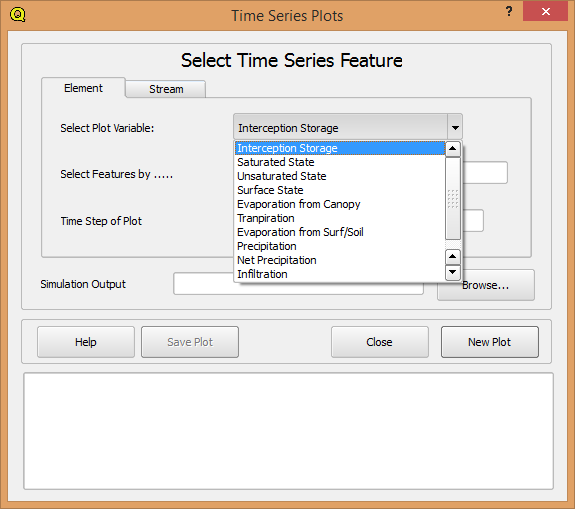 Time Series Plots
?
Select Time Series Feature
Element Stream
Select Plot Variable: Interception Storage
Interception Storage
Saturated State
Select Features by ..... Unsaturated State
Surface State
Evaporation from Canopy
Time Step of Plot Tranpiration
Evaporation from Surf/Soil
Precipitation
Net Precipitation
Infiltration
Simulation Output Browse...
Help Save Plot Close New Plot